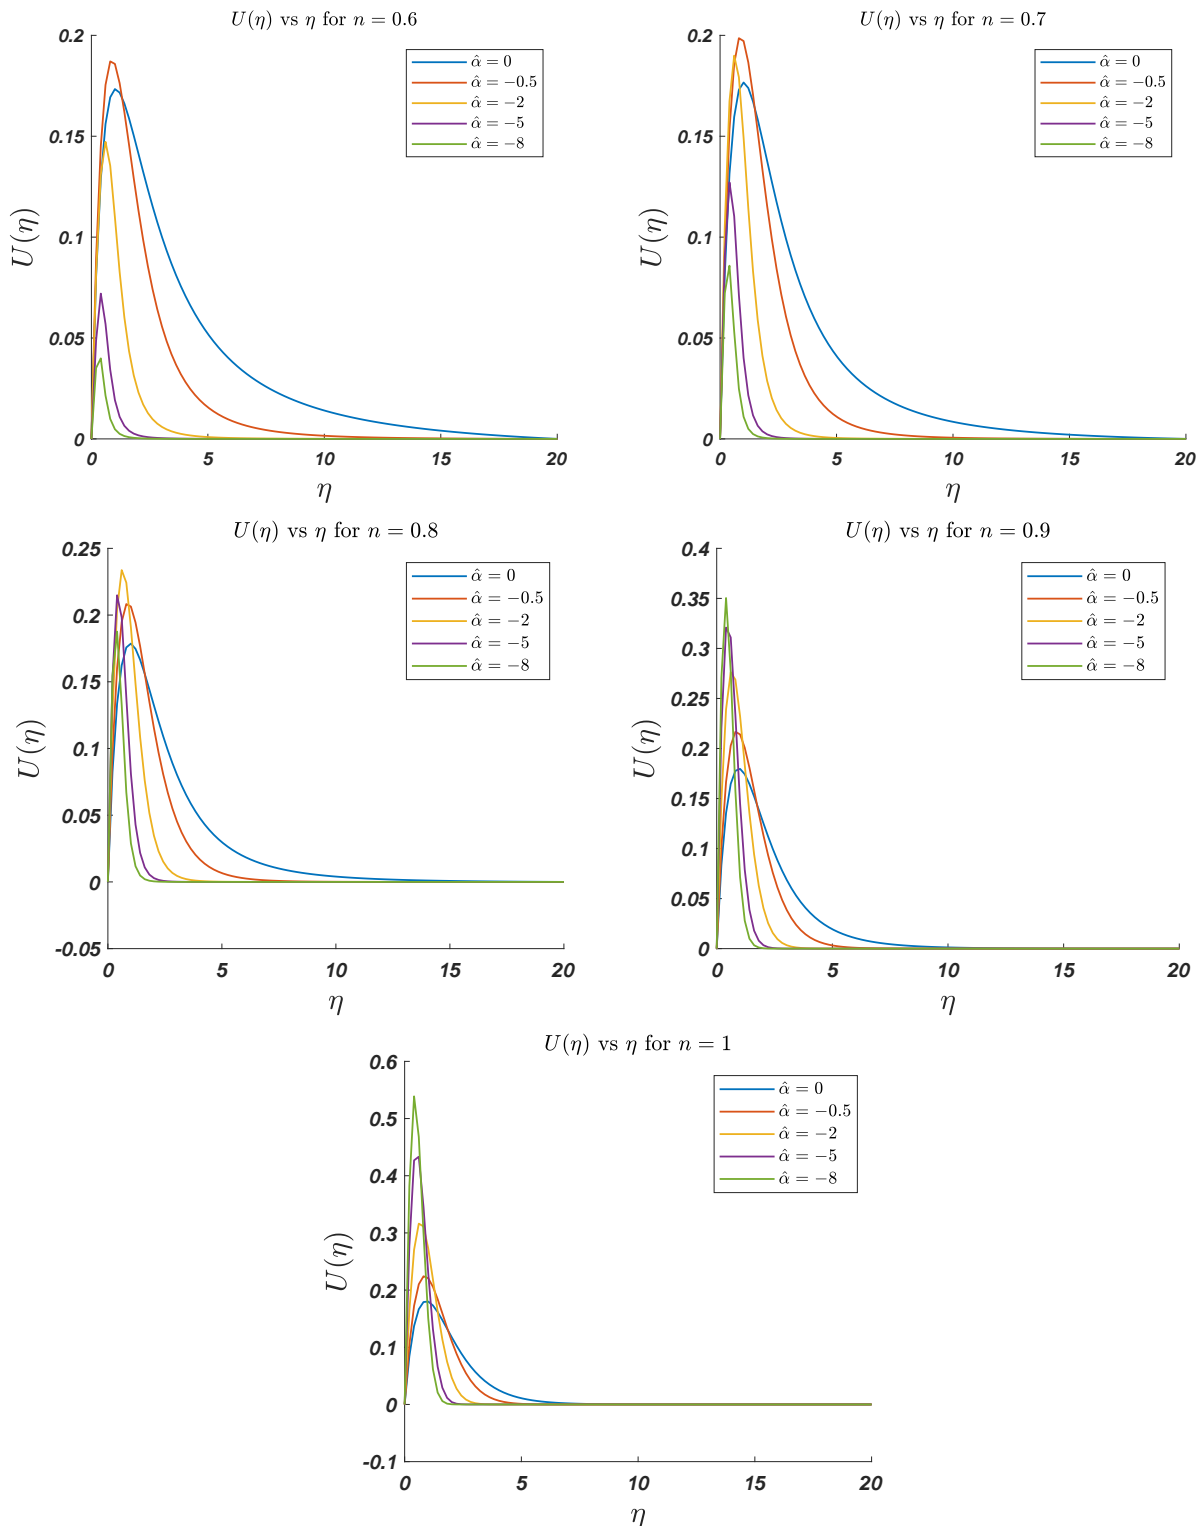 U(η) vs η for n = 0.6
0.2
0.15
0.1
0.05
0
U(η)
α̂ = 0
α̂ = −0.5
α̂ = −2
α̂ = −5
α̂ = −8
0 5 10 15 20
η
U(η) vs η for n = 0.7
0.2
0.15
0.1
0.05
0
U(η)
α̂ = 0
α̂ = −0.5
α̂ = −2
α̂ = −5
α̂ = −8
0 5 10 15 20
η
U(η) vs η for n = 0.8
0.25
0.2
0.15
0.1
0.05
0
-0.05
U(η)
α̂ = 0
α̂ = −0.5
α̂ = −2
α̂ = −5
α̂ = −8
0 5 10 15 20
η
U(η) vs η for n = 0.9
0.4
0.35
0.3
0.25
0.2
0.15
0.1
0.05
0
U(η)
α̂ = 0
α̂ = −0.5
α̂ = −2
α̂ = −5
α̂ = −8
0 5 10 15 20
η
U(η) vs η for n = 1
0.6
0.5
0.4
0.3
0.2
0.1
0
-0.1
U(η)
α̂ = 0
α̂ = −0.5
α̂ = −2
α̂ = −5
α̂ = −8
0 5 10 15 20
η